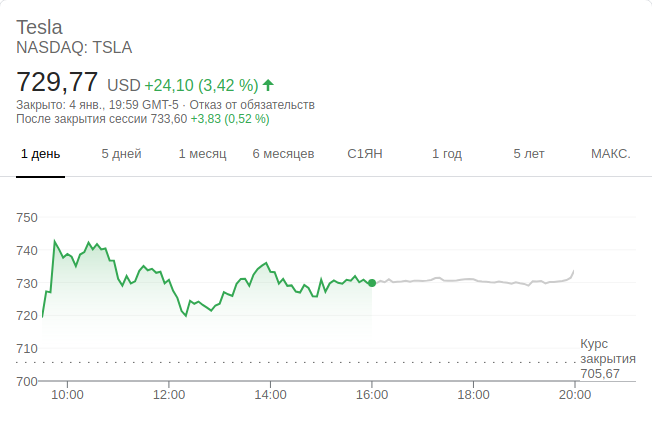 Tesla
NASDAQ: TSLA
729,77 USD +24,10 (3,42 %)
Закрыто: 4 янв., 19:59 GMT-5 · Отказ от обязательств
После закрытия сессии 733,60 +3,83 (0,52 %)
1 день 5 дней 1 месяц 6 месяцев С1ЯН 1 год 5 лет МАКС.
750
740
730
720
710
700
Курс
закрытия
705,67
10:00 12:00 14:00 16:00 18:00 20:00